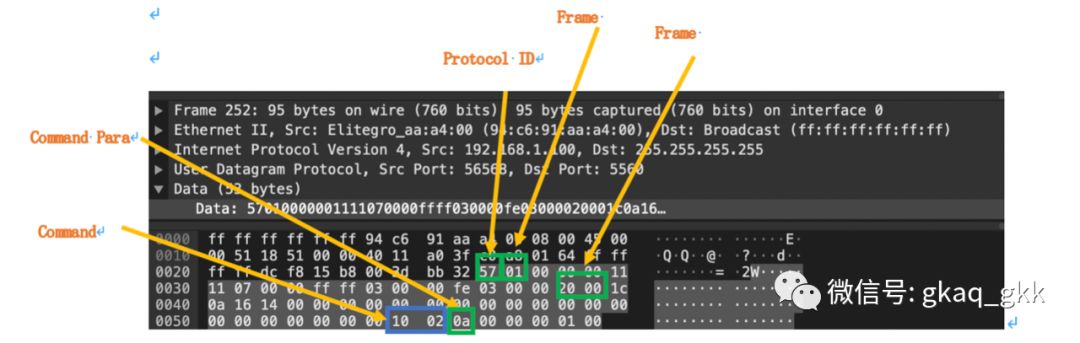 Frame
Frame
Protocol ID
Frame 252: 95 bytes on wire (760 bits) 95 bytes captured (760 bits) on interface 0
Ethernet II, Src: Elitegro_aa:a4:00 (94:c6:91:aa:a4:00), Dst: Broadcast (ff:ff:ff:ff:ff:ff)
Command Para
Internet Protocol Version 4, Src: 192.168.1.100, Dst: 255.255.255.255
User Datagram Protocol, Src Port: 56568, Dst Port: 5560
Data (53 bytes)
Data: 57010000001111070000ffff030000fe03000020001c0a16…
Command
0000 ff ff ff ff ff ff 94 c6 91 aa 08 00 45 00 ········ ······E·
0010 00 51 18 51 00 00 40 11 a0 3f 01 64 ff ·Q·Q··@· ·?···d··
0020 ff ff dc f8 15 b8 00 3d bb 32 57 01 00 00 00 11 ·······= ·2W·····
0030 11 07 00 00 ff ff 03 00 00 fe 03 00 00 20 00 1c
0040 0a 16 14 00 00 00 00 00 00 00 00 00 00 00 00 00
0050 00 00 00 00 00 00 00 10 02 0a 00 00 00 01 00
微信号: gkaq_gkk